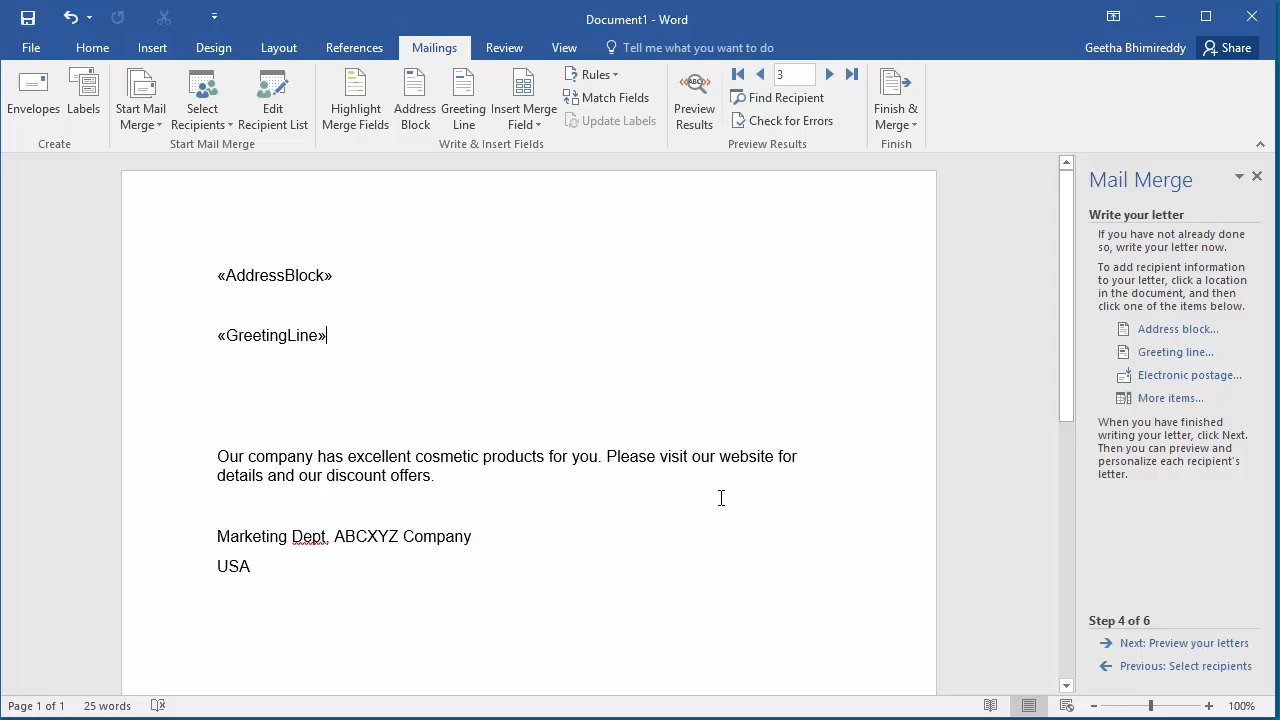 Document1 - Word
File Home Insert Design Layout References Mailings Review View Tell me what you want to do Geetha Bhimireddy Share
Envelopes Labels
Create
Start Mail Merge Select Recipients Edit Recipient List
Start Mail Merge
Highlight Merge Fields Address Block Greeting Line Insert Merge Field
Rules
Match Fields
Update Labels
Write & Insert Fields
ABC
Preview Results
3
Find Recipient
Check for Errors
Preview Results
Finish & Merge
Finish
«AddressBlock»
«GreetingLine»
Our company has excellent cosmetic products for you. Please visit our website for
details and our discount offers.
Marketing Dept, ABCXYZ Company
USA
Mail Merge
Write your letter
If you have not already done
so, write your letter now.
To add recipient information
to your letter, click a location
in the document, and then
click one of the items below.
Address block...
Greeting line...
Electronic postage...
More items...
When you have finished
writing your letter, click Next.
Then you can preview and
personalize each recipient's
letter.
Step 4 of 6
Next: Preview your letters
Previous: Select recipients
Page 1 of 1 25 words 100%